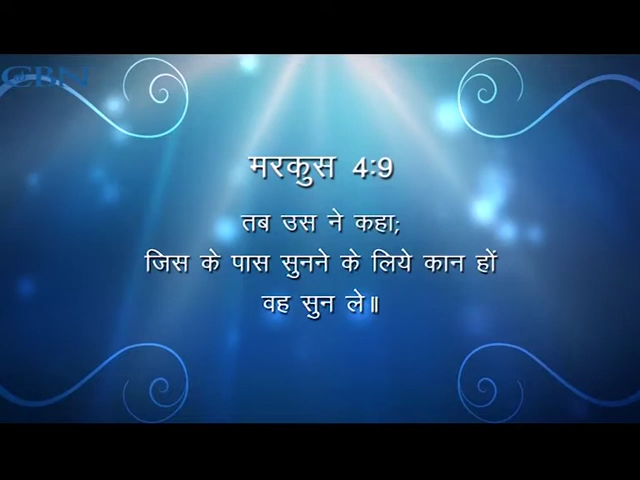 CBN
मरकुस 4:9
तब उस ने कहा;
जिस के पास सुनने के लिये कान हों
वह सुन ले॥